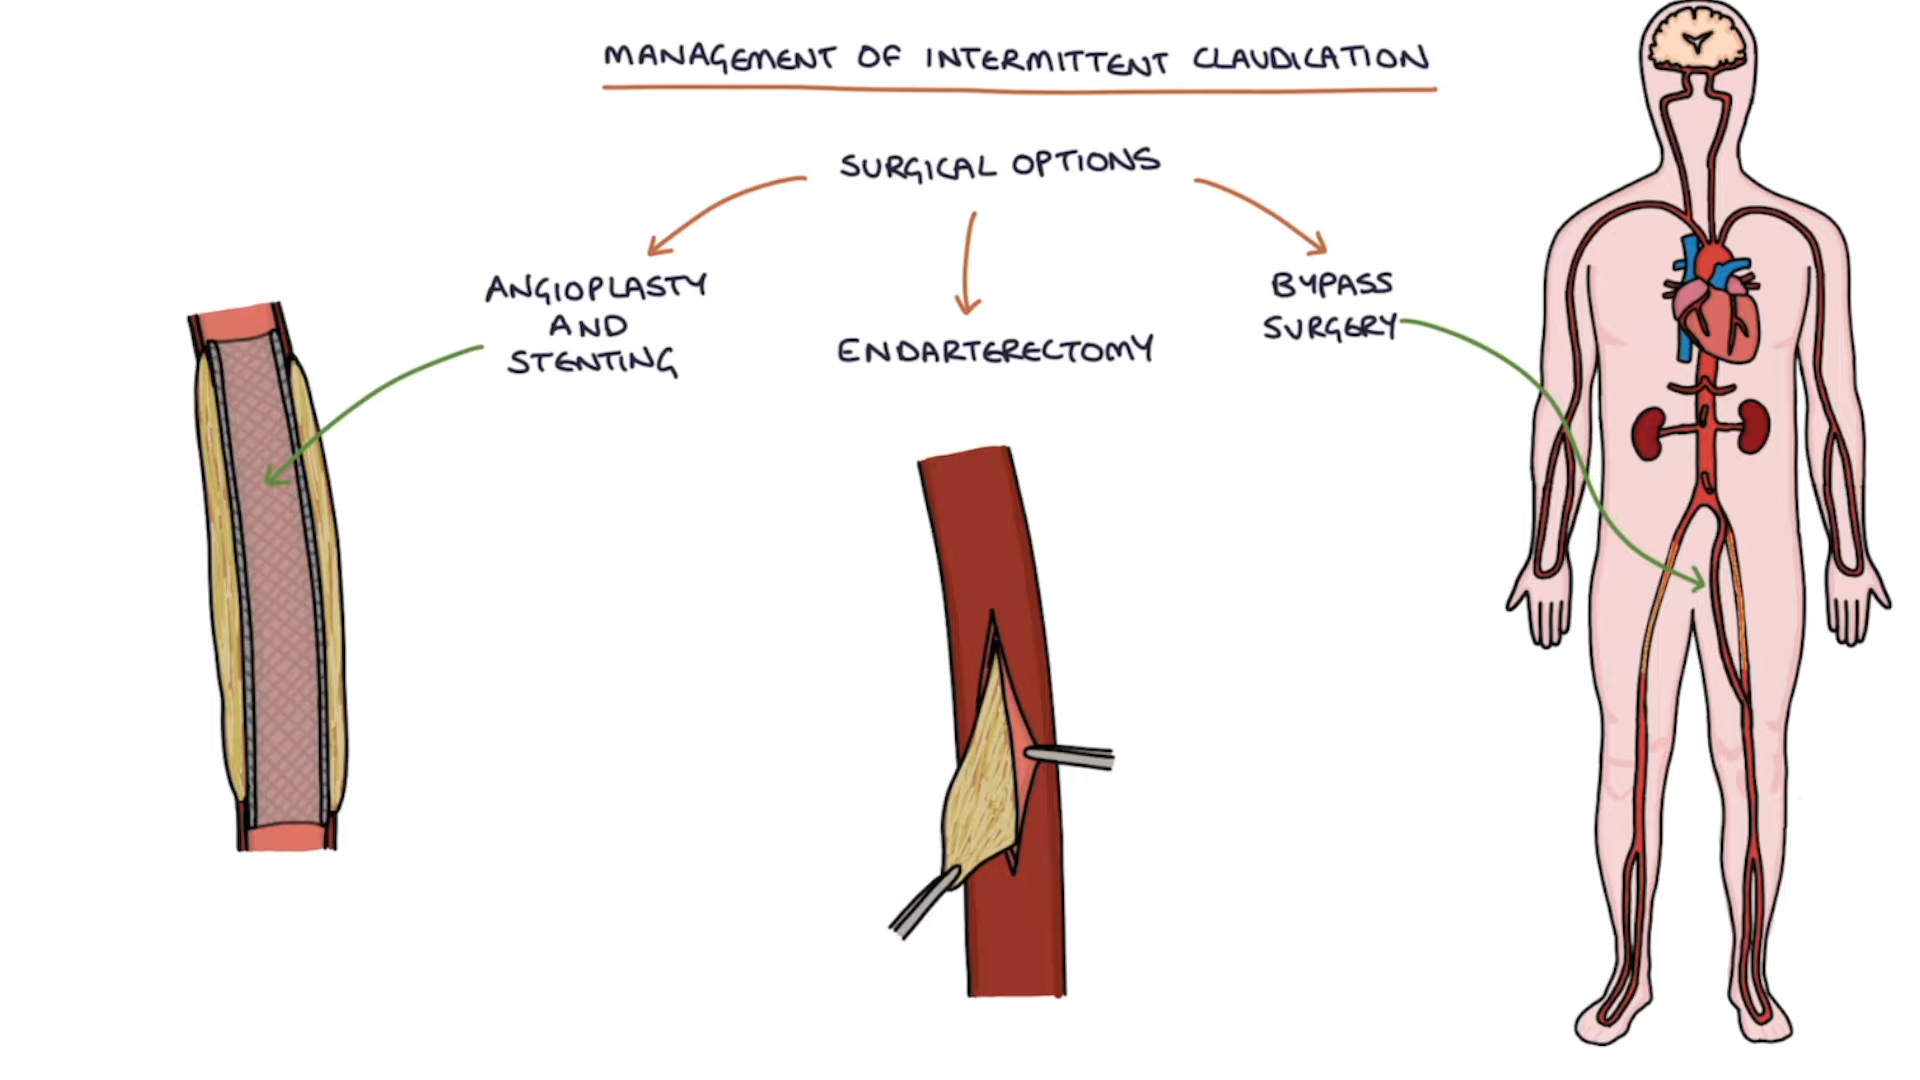 MANAGEMENT OF INTERMITTENT CLAUDICATION
SURGICAL OPTIONS
ANGIOPLASTY
AND
STENTING
ENDARTERECTOMY
BYPASS
SURGERY